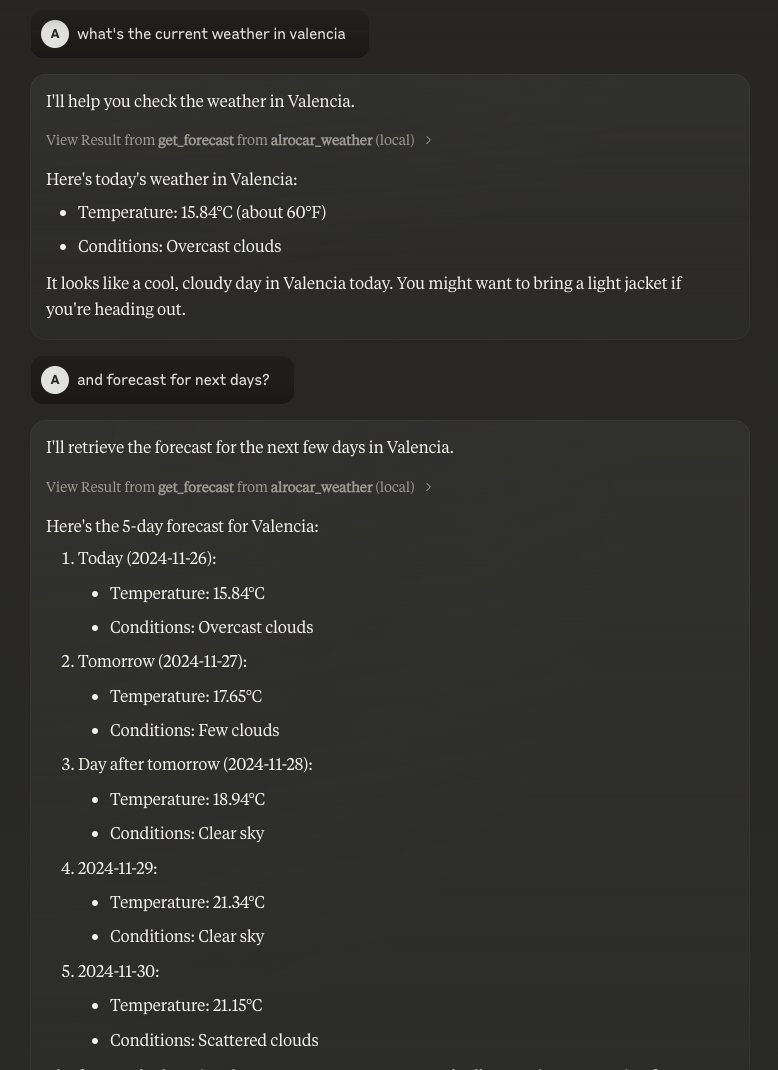 A what's the current weather in valencia
I'll help you check the weather in Valencia.
View Result from get_forecast from alrocar_weather (local) >
Here's today's weather in Valencia:
• Temperature: 15.84°C (about 60°F)
• Conditions: Overcast clouds
It looks like a cool, cloudy day in Valencia today. You might want to bring a light jacket if
you're heading out.
A and forecast for next days?
I'll retrieve the forecast for the next few days in Valencia.
View Result from get_forecast from alrocar_weather (local) >
Here's the 5-day forecast for Valencia:
1. Today (2024-11-26):
• Temperature: 15.84°C
• Conditions: Overcast clouds
2. Tomorrow (2024-11-27):
• Temperature: 17.65°C
• Conditions: Few clouds
3. Day after tomorrow (2024-11-28):
• Temperature: 18.94°C
• Conditions: Clear sky
4. 2024-11-29:
• Temperature: 21.34°C
• Conditions: Clear sky
5. 2024-11-30:
• Temperature: 21.15°C
• Conditions: Scattered clouds